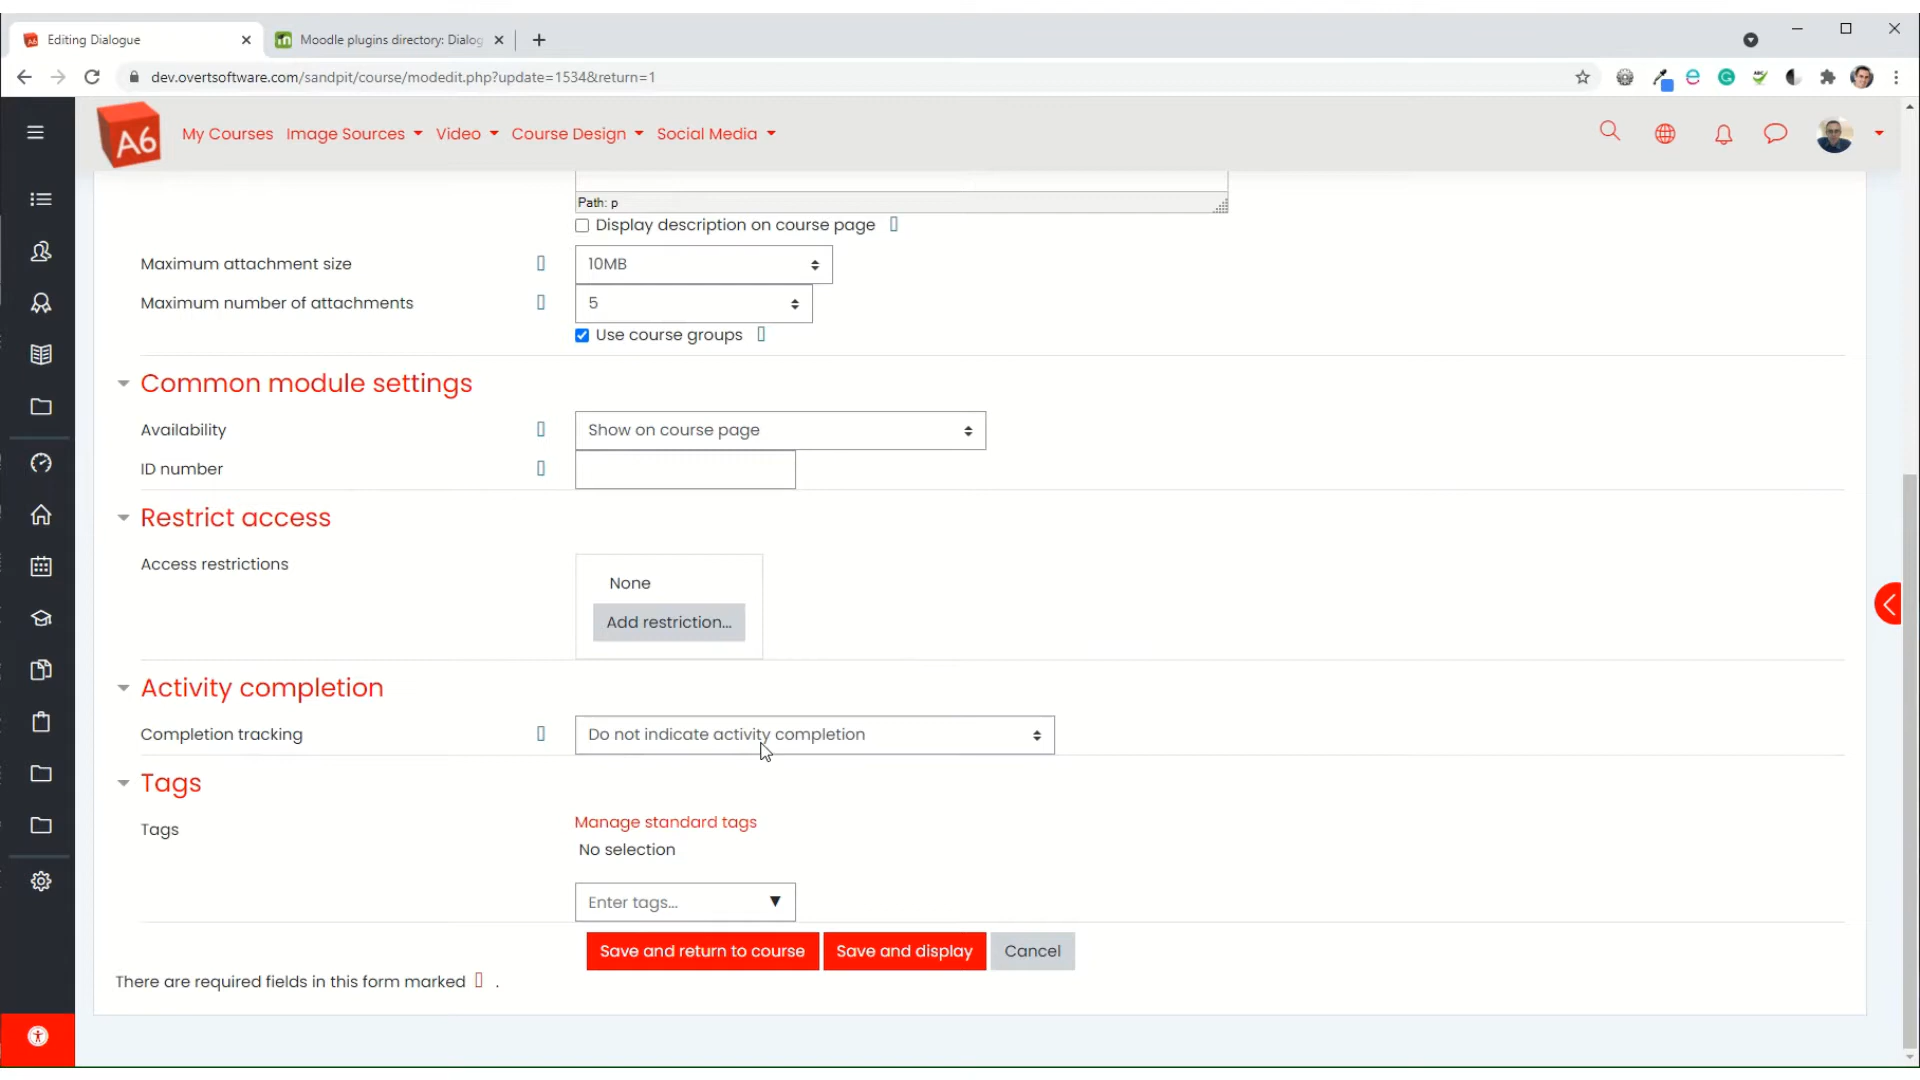 Editing Dialogue
Moodle plugins directory: Dialog
dev.overtsoftware.com/sandpit/course/modedit.php?update=1534&return=1
A6 My Courses Image Sources Video Course Design Social Media
Path: p
Display description on course page
Maximum attachment size 10MB
Maximum number of attachments 5
Use course groups
Common module settings
Availability Show on course page
ID number
Restrict access
Access restrictions
None
Add restriction...
Activity completion
Completion tracking Do not indicate activity completion
Tags
Manage standard tags
Tags
No selection
Enter tags...
Save and return to course Save and display Cancel
There are required fields in this form marked .